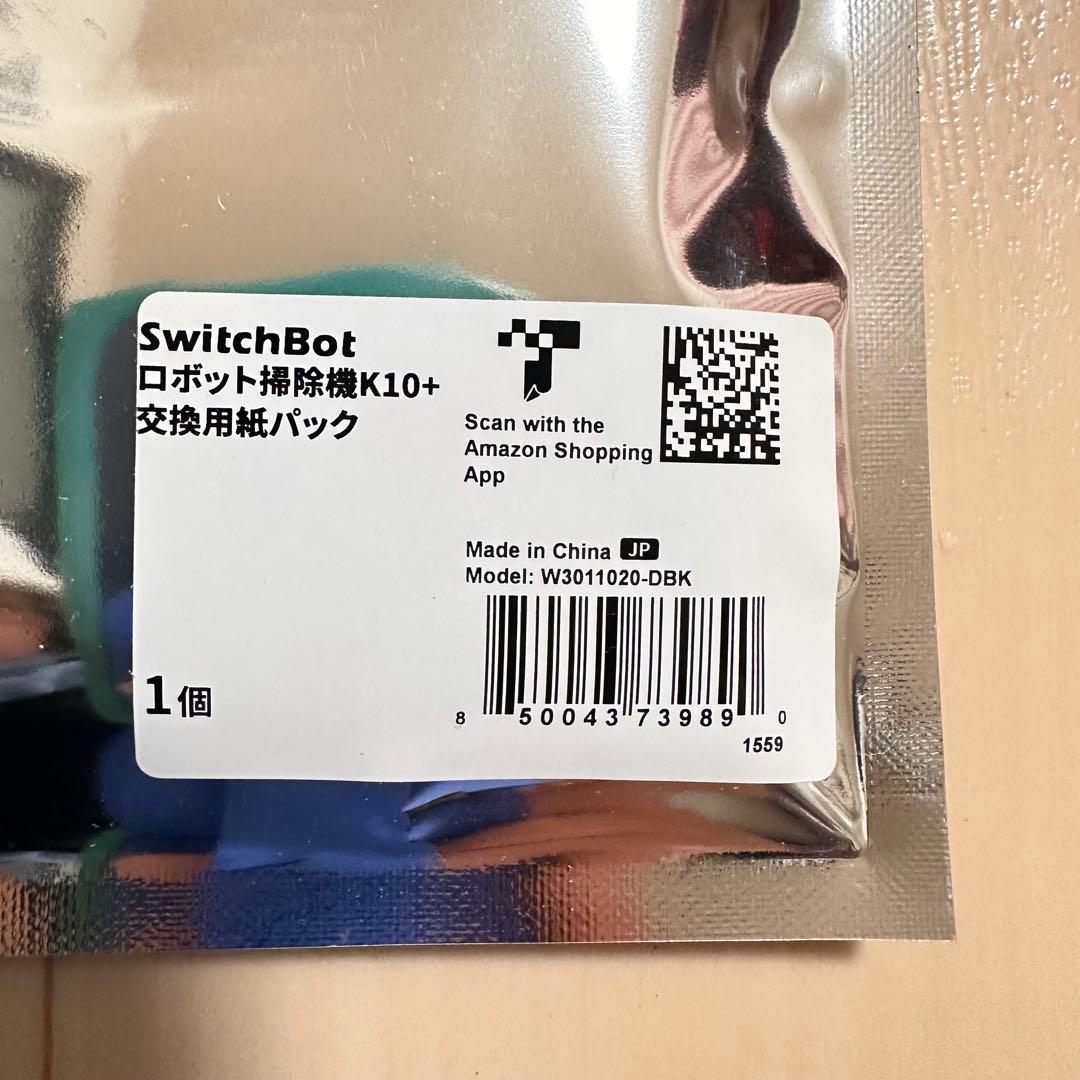 SwitchBot
ロボット掃除機K10+
交換用紙パック
1個
Scan with the
Amazon Shopping
App
Made in China JP
Model: W3011020-DBK
8 50043 73989 0
1559